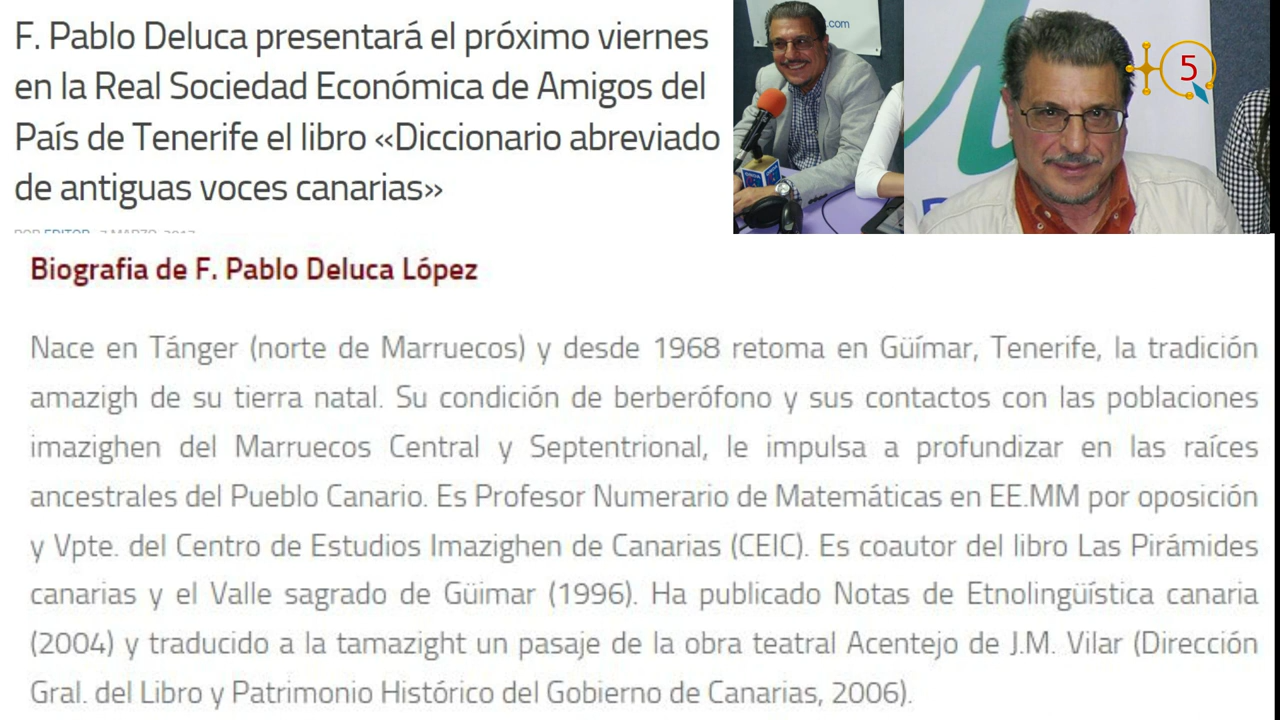 F. Pablo Deluca presentará el próximo viernes
en la Real Sociedad Económica de Amigos del
País de Tenerife el libro «Diccionario abreviado
de antiguas voces canarias»
.com
5
Biografia de F. Pablo Deluca López
Nace en Tánger (norte de Marruecos) y desde 1968 retoma en Güímar, Tenerife, la tradición
amazigh de su tierra natal. Su condición de berberófono y sus contactos con las poblaciones
imazighen del Marruecos Central y Septentrional, le impulsa a profundizar en las raíces
ancestrales del Pueblo Canario. Es Profesor Numerario de Matemáticas en EE.MM por oposición
y Vpte. del Centro de Estudios Imazighen de Canarias (CEIC). Es coautor del libro Las Pirámides
canarias y el Valle sagrado de Güimar (1996). Ha publicado Notas de Etnolingüística canaria
(2004) y traducido a la tamazight un pasaje de la obra teatral Acentejo de J.M. Vilar (Dirección
Gral. del Libro y Patrimonio Histórico del Gobierno de Canarias, 2006).